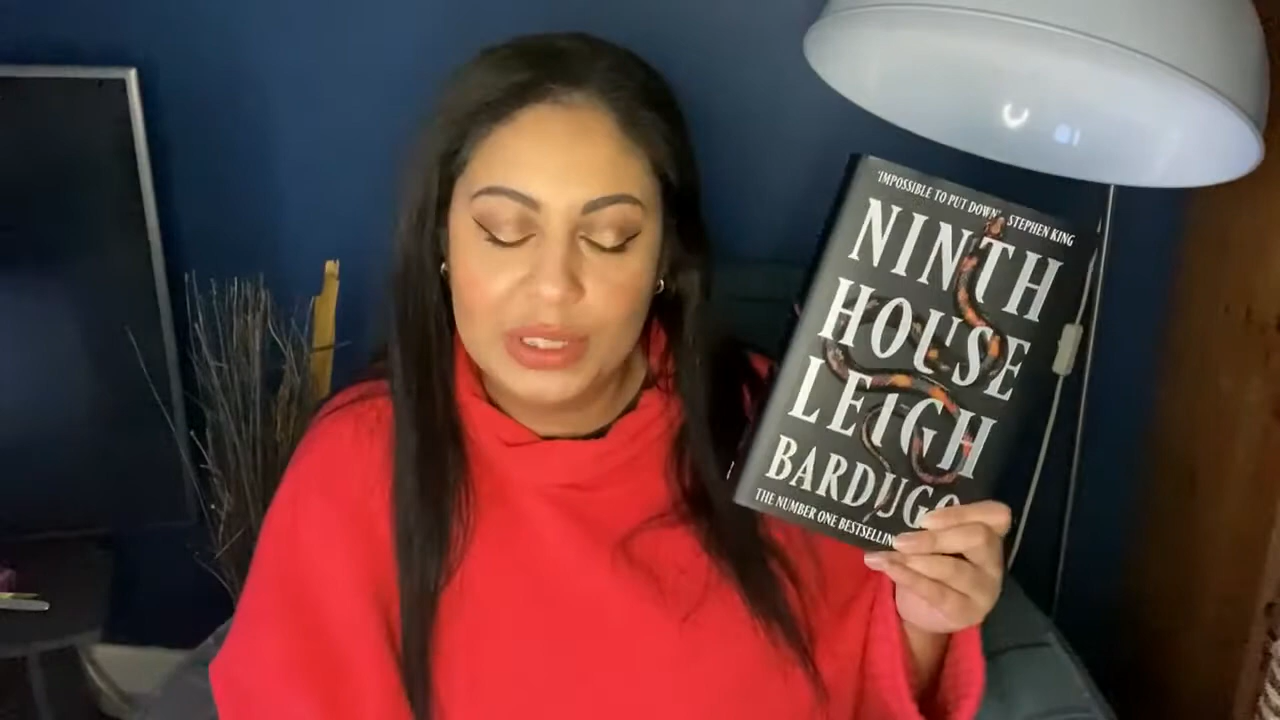 'IMPOSSIBLE TO PUT DOWN' STEPHEN KING
NINTH
HOUSE
LEIGH
BARDUGO
THE NUMBER ONE BESTSELLIN